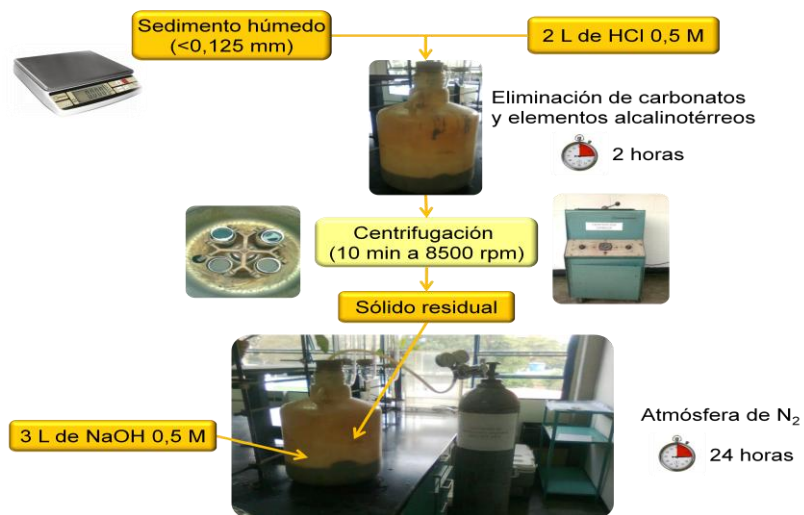 Sedimento húmedo
(<0,125 mm)
2 L de HCl 0,5 M
Eliminación de carbonatos
y elementos alcalinotérreos
2 horas
Centrifugación
(10 min a 8500 rpm)
Sólido residual
3 L de NaOH 0,5 M
Atmósfera de N₂
24 horas